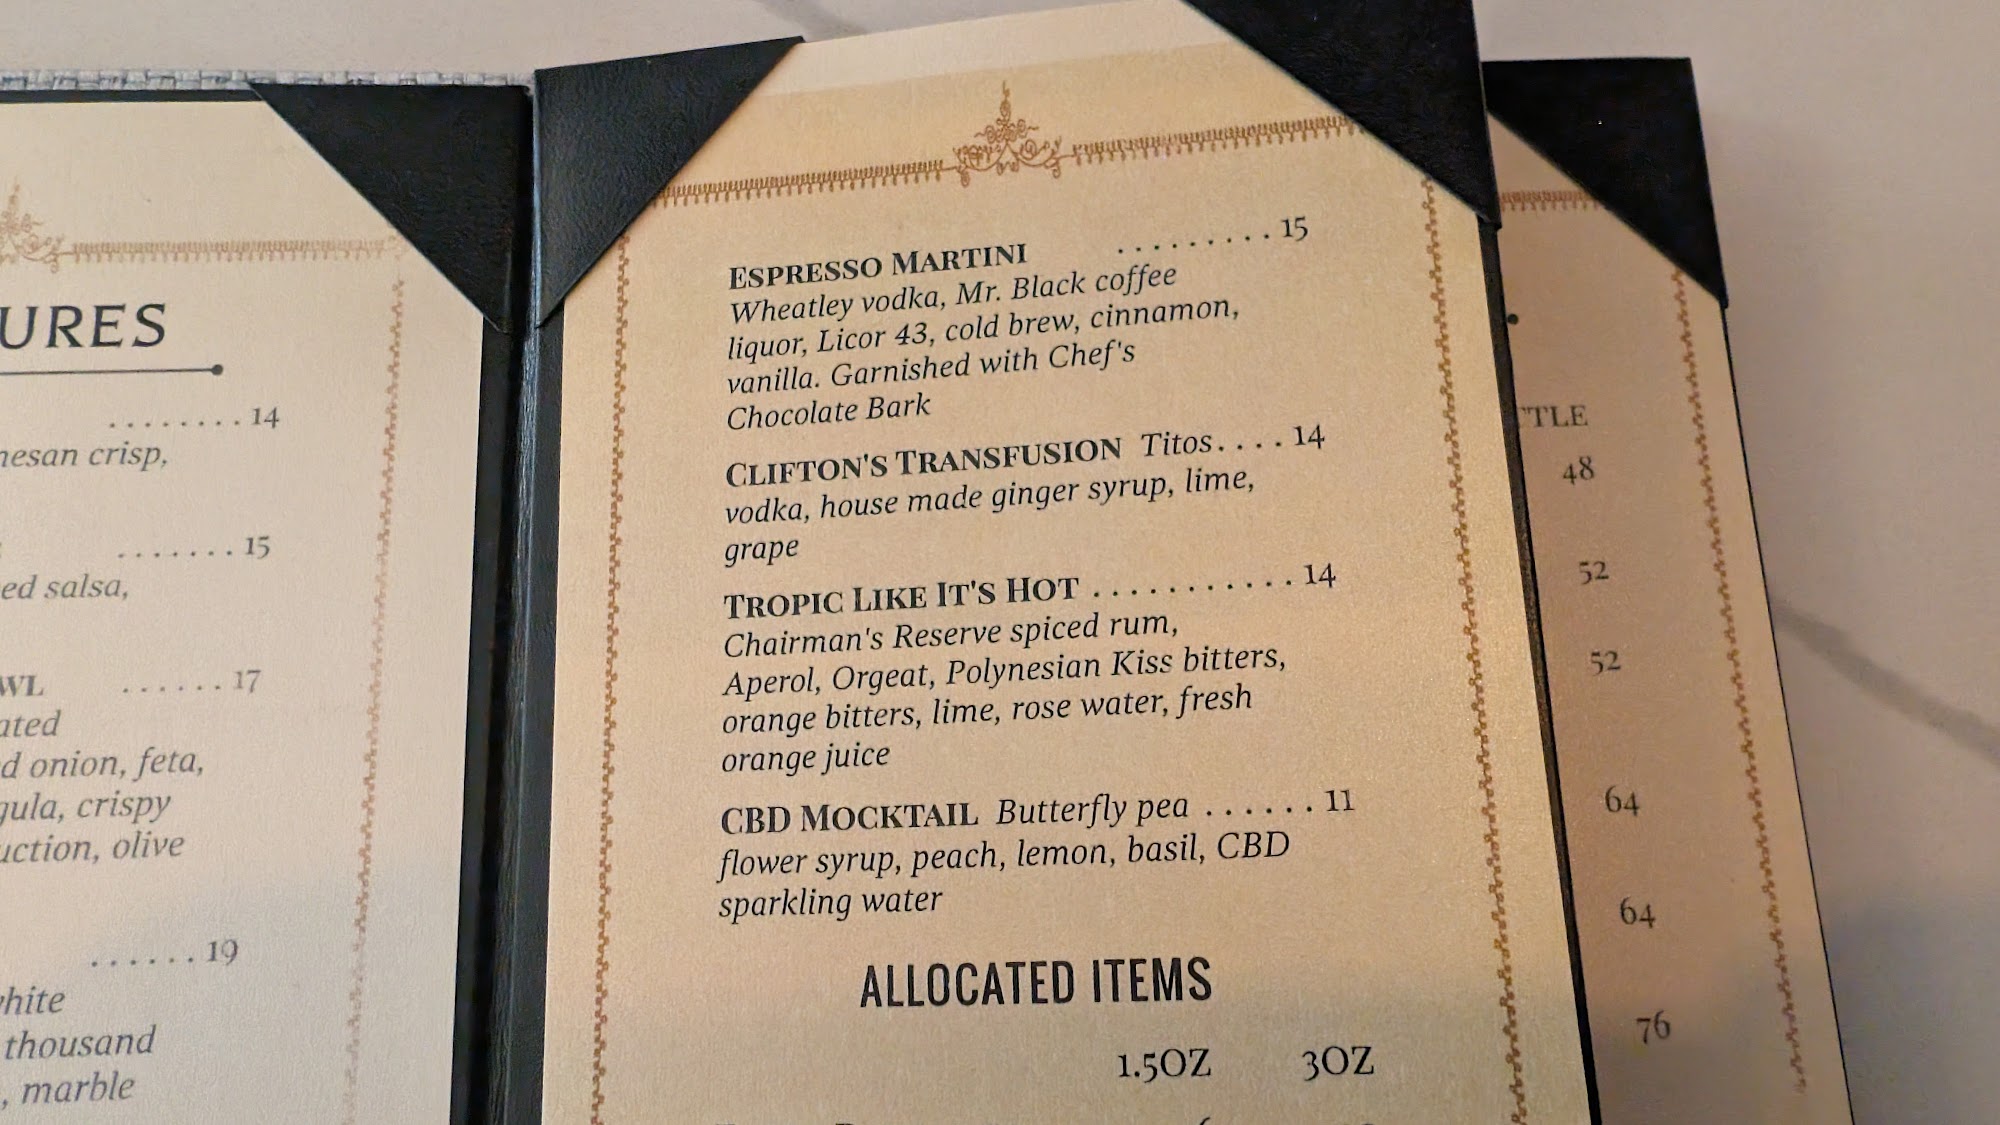 URES
........ 14
nesan crisp,
....... 15
ed salsa,
WL ...... 17
ated
d onion, feta,
gula, crispy
uction, olive
...... 19
white
thousand
, marble
ESPRESSO MARTINI ......... 15
Wheatley vodka, Mr. Black coffee
liquor, Licor 43, cold brew, cinnamon,
vanilla. Garnished with Chef's
Chocolate Bark
CLIFTON'S TRANSFUSION Titos.... 14
vodka, house made ginger syrup, lime,
grape
TROPIC LIKE IT'S HOT ........... 14
Chairman's Reserve spiced rum,
Aperol, Orgeat, Polynesian Kiss bitters,
orange bitters, lime, rose water, fresh
orange juice
CBD MOCKTAIL Butterfly pea ...... 11
flower syrup, peach, lemon, basil, CBD
sparkling water
ALLOCATED ITEMS
1.5OZ 3OZ
TTLE
48
52
52
64
64
76